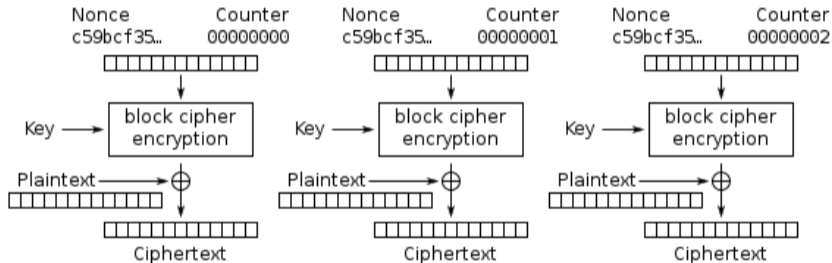 Nonce Counter Nonce Counter Nonce Counter
c59bcf35… 00000000 c59bcf35… 00000001 c59bcf35… 00000002
block cipher block cipher block cipher
Key encryption Key encryption Key encryption
Plaintext Plaintext Plaintext
Ciphertext Ciphertext Ciphertext